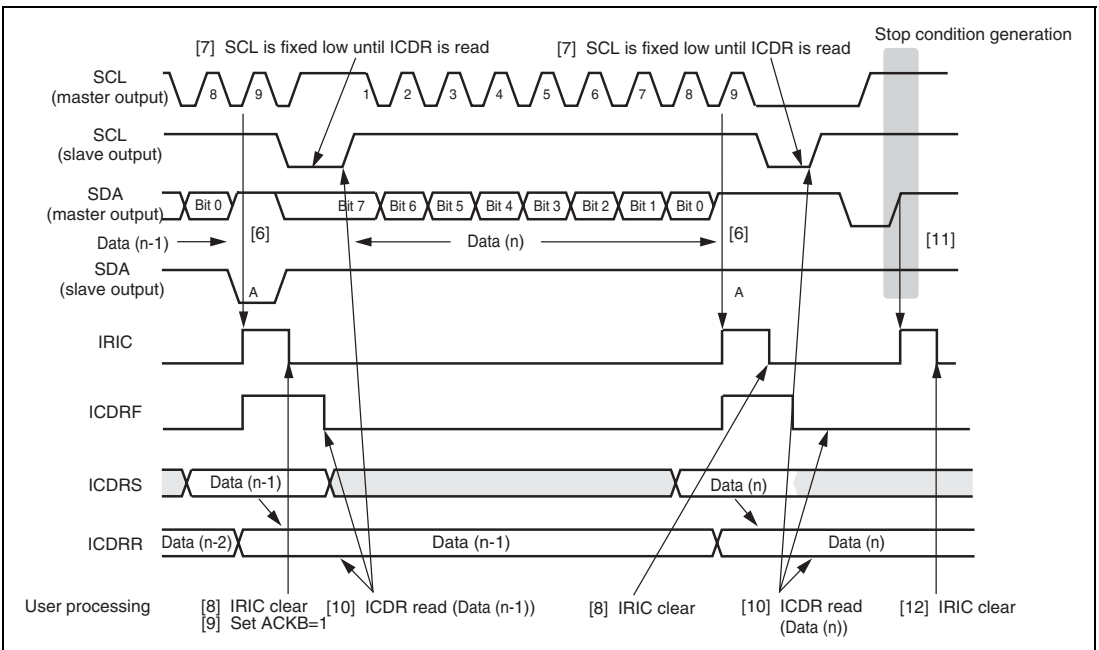 Stop condition generation
[7] SCL is fixed low until ICDR is read
[7] SCL is fixed low until ICDR is read
SCL
(master output)
8
9
1
2
3
4
5
6
7
8
9
SCL
(slave output)
SDA
(master output)
Bit 0
Bit 7
Bit 6
Bit 5
Bit 4
Bit 3
Bit 2
Bit 1
Bit 0
Data (n-1)
[6]
Data (n)
[6]
[11]
SDA
(slave output)
A
A
IRIC
ICDRF
ICDRS
Data (n-1)
Data (n)
ICDRR
Data (n-2)
Data (n-1)
Data (n)
User processing
[8] IRIC clear
[9] Set ACKB=1
[10] ICDR read (Data (n-1))
[8] IRIC clear
[10] ICDR read
(Data (n))
[12] IRIC clear